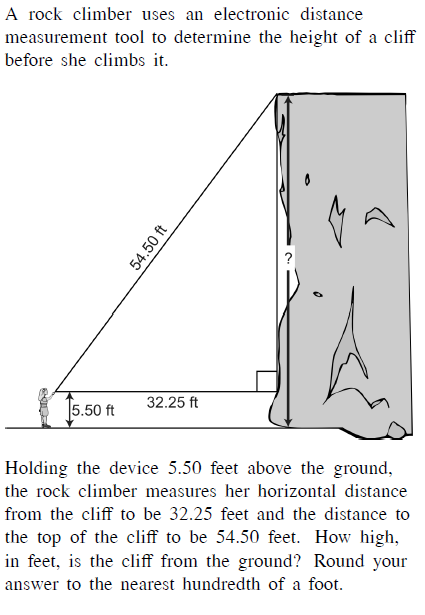 A rock climber uses an electronic distance
measurement tool to determine the height of a cliff
before she climbs it.
54.50 ft
?
5.50 ft
32.25 ft
Holding the device 5.50 feet above the ground,
the rock climber measures her horizontal distance
from the cliff to be 32.25 feet and the distance to
the top of the cliff to be 54.50 feet. How high,
in feet, is the cliff from the ground? Round your
answer to the nearest hundredth of a foot.